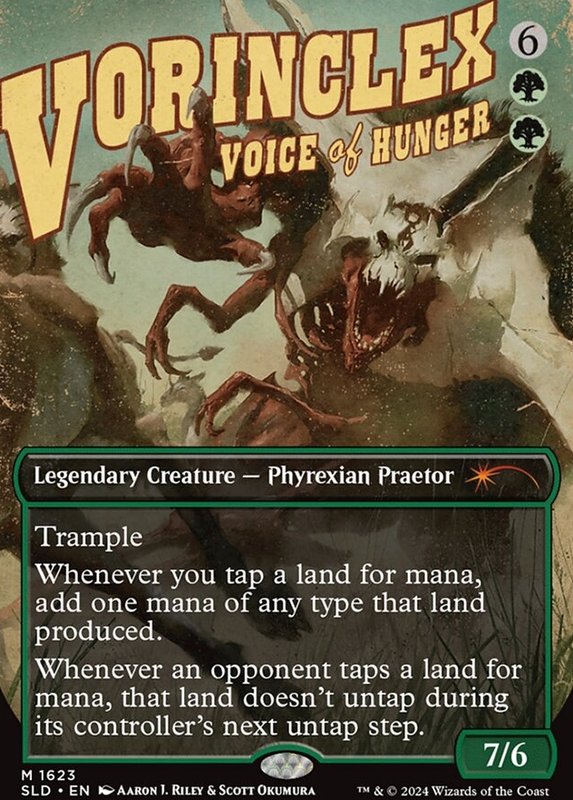 VORINCLEX
VOICE of HUNGER
6
Legendary Creature — Phyrexian Praetor
Trample
Whenever you tap a land for mana,
add one mana of any type that land
produced.
Whenever an opponent taps a land for
mana, that land doesn't untap during
its controller's next untap step.
7/6
M 1623
SLD • EN Aaron J. Riley & Scott Okumura
™ & © 2024 Wizards of the Coast